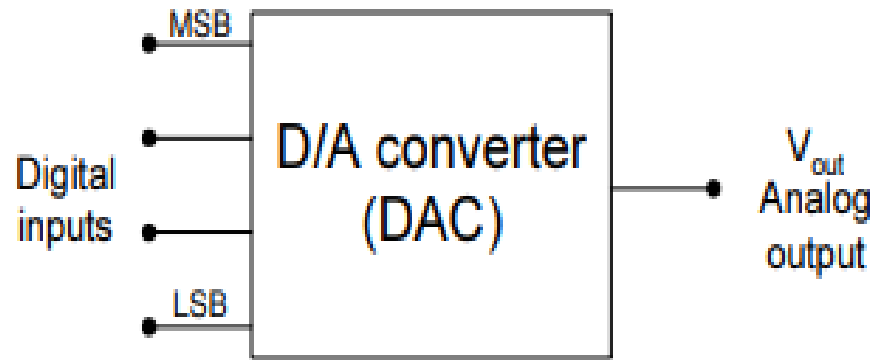 MSB
Digital
inputs
LSB
D/A converter
(DAC)
Vout
Analog
output